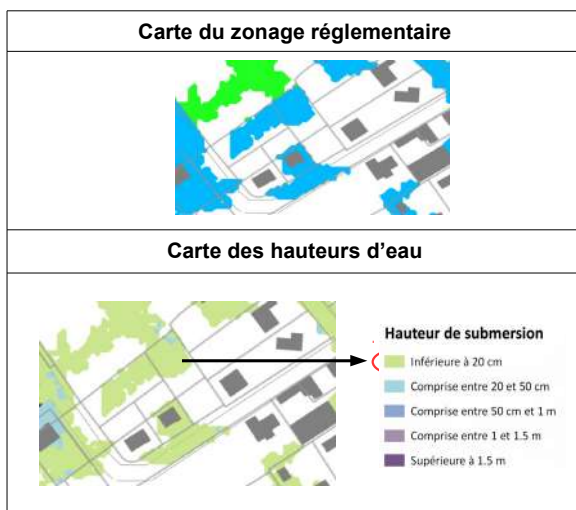 Carte du zonage réglementaire
Carte des hauteurs d'eau
Hauteur de submersion
Inférieure à 20 cm
Comprise entre 20 et 50 cm
Comprise entre 50 cm et 1 m
Comprise entre 1 et 1.5 m
Supérieure à 1.5 m